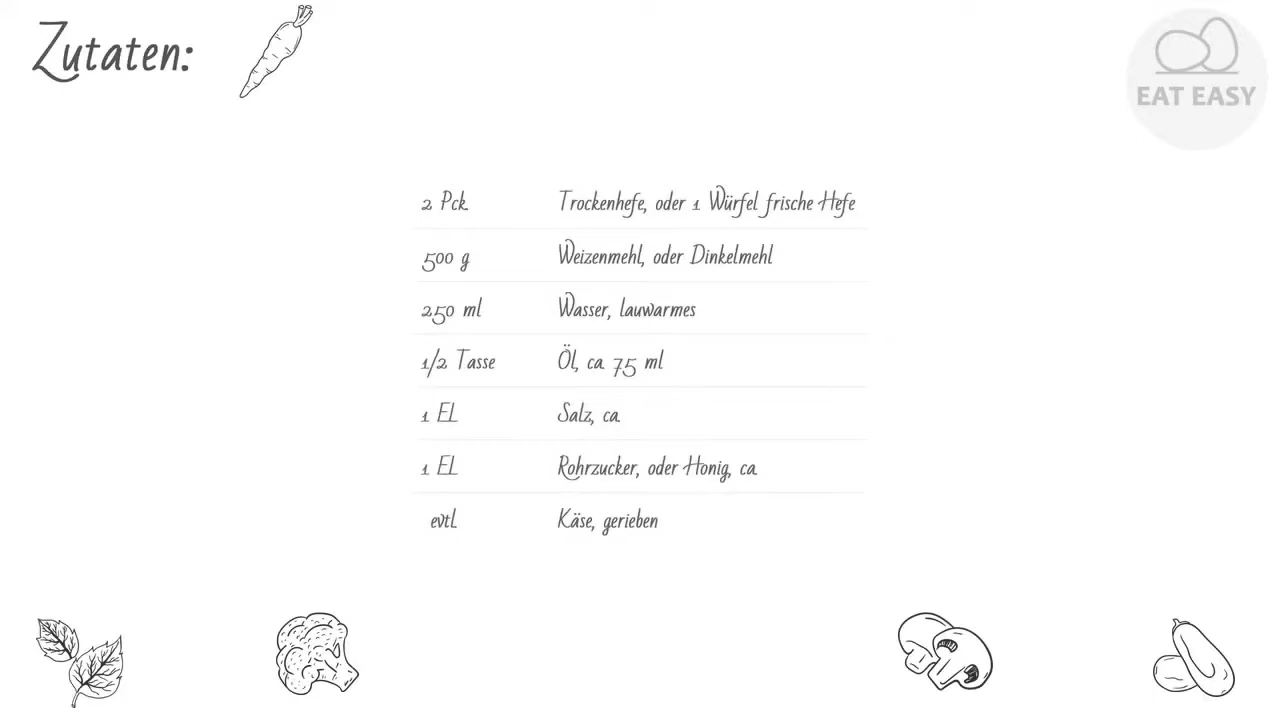 Zutaten:
EAT EASY
2 Pck. Trockenhefe, oder 1 Würfel frische Hefe
500 g Weizenmehl, oder Dinkelmehl
250 ml Wasser, lauwarmes
1/2 Tasse Öl, ca. 75 ml
1 EL Salz, ca.
1 EL Rohrzucker, oder Honig, ca.
evtl. Käse, gerieben